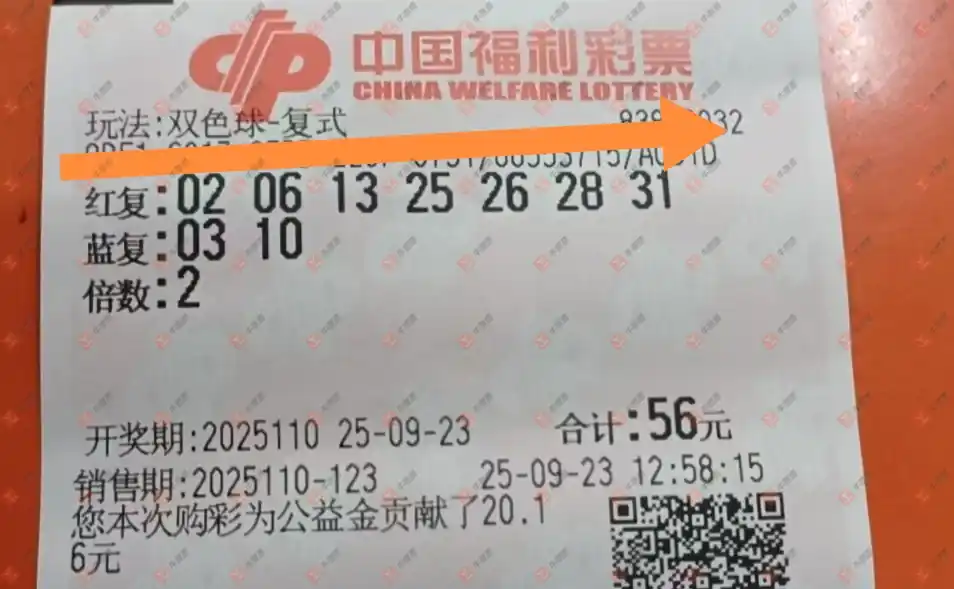 中国福利彩票
CHINA WELFARE LOTTERY
玩法:双色球-复式
红复:02 06 13 25 26 28 31
蓝复:03 10
倍数:2
开奖期:2025110 25-09-23 合计:56元
销售期:2025110-123 25-09-23 12:58:15
您本次购彩为公益金贡献了20.1
6元